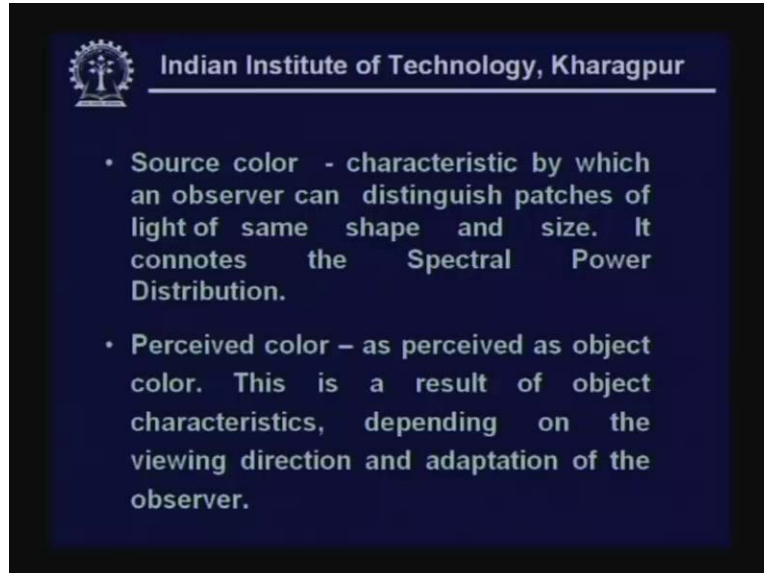 Indian Institute of Technology, Kharagpur
• Source color - characteristic by which
an observer can distinguish patches of
light of same shape and size. It
connotes the Spectral Power
Distribution.
• Perceived color – as perceived as object
color. This is a result of object
characteristics, depending on the
viewing direction and adaptation of the
observer.